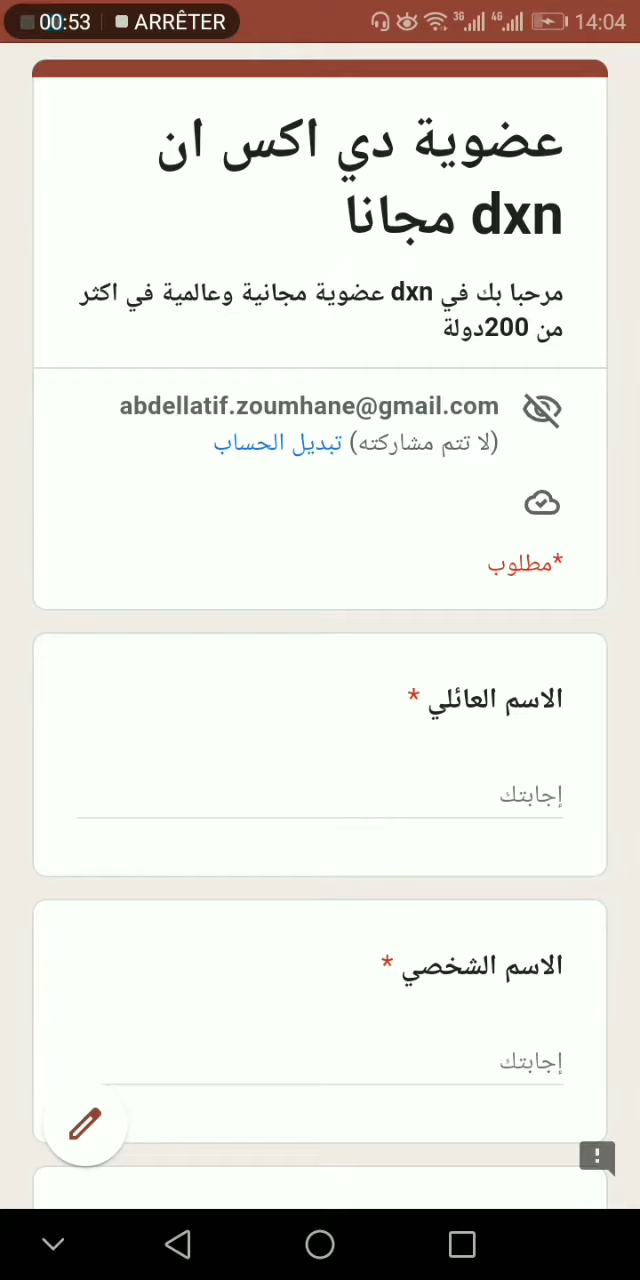 00:53 ARRÊTER 3G 4G 14:04
عضوية دي اكس ان
dxn مجانا
مرحبا بك في dxn عضوية مجانية وعالمية في اكثر
من 200دولة
abdellatif.zoumhane@gmail.com
(لا تتم مشاركته) تبديل الحساب
*مطلوب
الاسم العائلي *
إجابتك
الاسم الشخصي *
إجابتك